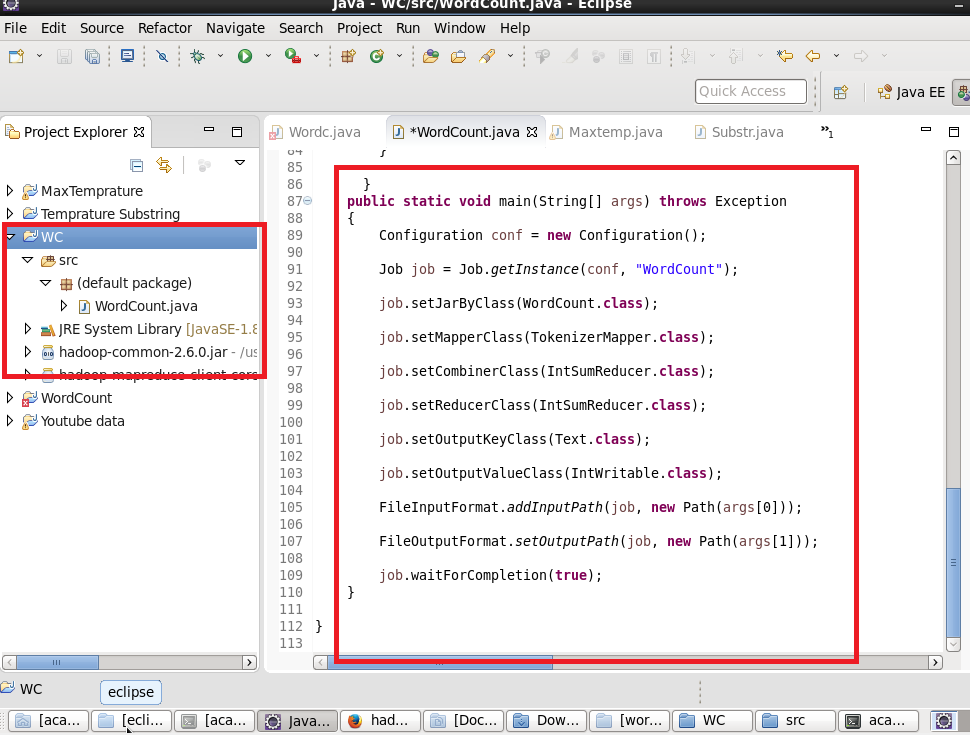 Java - WC/src/WordCount.java - Eclipse
File Edit Source Refactor Navigate Search Project Run Window Help
Quick Access
Java EE
Project Explorer
Wordc.java
*WordCount.java
Maxtemp.java
Substr.java
»1
MaxTemprature
Temprature Substring
WC
src
(default package)
WordCount.java
JRE System Library [JavaSE-1.8
hadoop-common-2.6.0.jar - /us
hadoop-mapreduce-client-core
WordCount
Youtube data
84 }
85
86 }
87 public static void main(String[] args) throws Exception
88 {
89 Configuration conf = new Configuration();
90
91 Job job = Job.getInstance(conf, "WordCount");
92
93 job.setJarByClass(WordCount.class);
94
95 job.setMapperClass(TokenizerMapper.class);
96
97 job.setCombinerClass(IntSumReducer.class);
98
99 job.setReducerClass(IntSumReducer.class);
100
101 job.setOutputKeyClass(Text.class);
102
103 job.setOutputValueClass(IntWritable.class);
104
105 FileInputFormat.addInputPath(job, new Path(args[0]));
106
107 FileOutputFormat.setOutputPath(job, new Path(args[1]));
108
109 job.waitForCompletion(true);
110 }
111
112 }
113
WC
eclipse
[aca... [ecli... [aca... Java... had... [Doc... Dow... [wor... WC src aca...